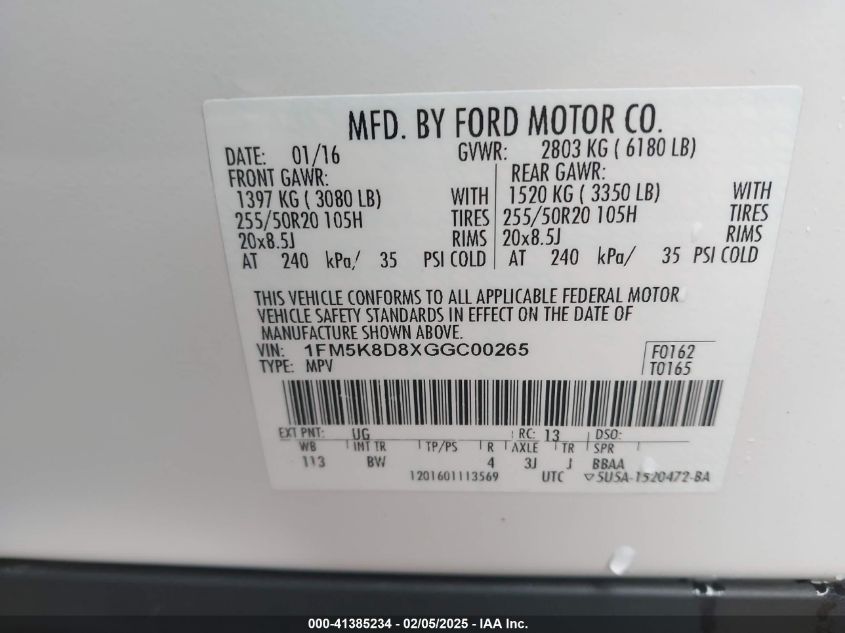 MFD. BY FORD MOTOR CO.
DATE: 01/16 GVWR: 2803 KG ( 6180 LB)
FRONT GAWR: REAR GAWR:
1397 KG ( 3080 LB) WITH 1520 KG ( 3350 LB) WITH
255/50R20 105H TIRES 255/50R20 105H TIRES
20x8.5J RIMS 20x8.5J RIMS
AT 240 kPa/ 35 PSI COLD AT 240 kPa/ 35 PSI COLD
THIS VEHICLE CONFORMS TO ALL APPLICABLE FEDERAL MOTOR
VEHICLE SAFETY STANDARDS IN EFFECT ON THE DATE OF
MANUFACTURE SHOWN ABOVE.
VIN: 1FM5K8D8XGGC00265 F0162
TYPE: MPV T0165
EXT PNT: UG RC: 13 DSO:
WB INT TR TP/PS R AXLE TR SPR
113 BW 4 3J J BBAA
1201601113569 UTC ▽5U5A-1520472-BA
000-41385234 - 02/05/2025 - IAA Inc.